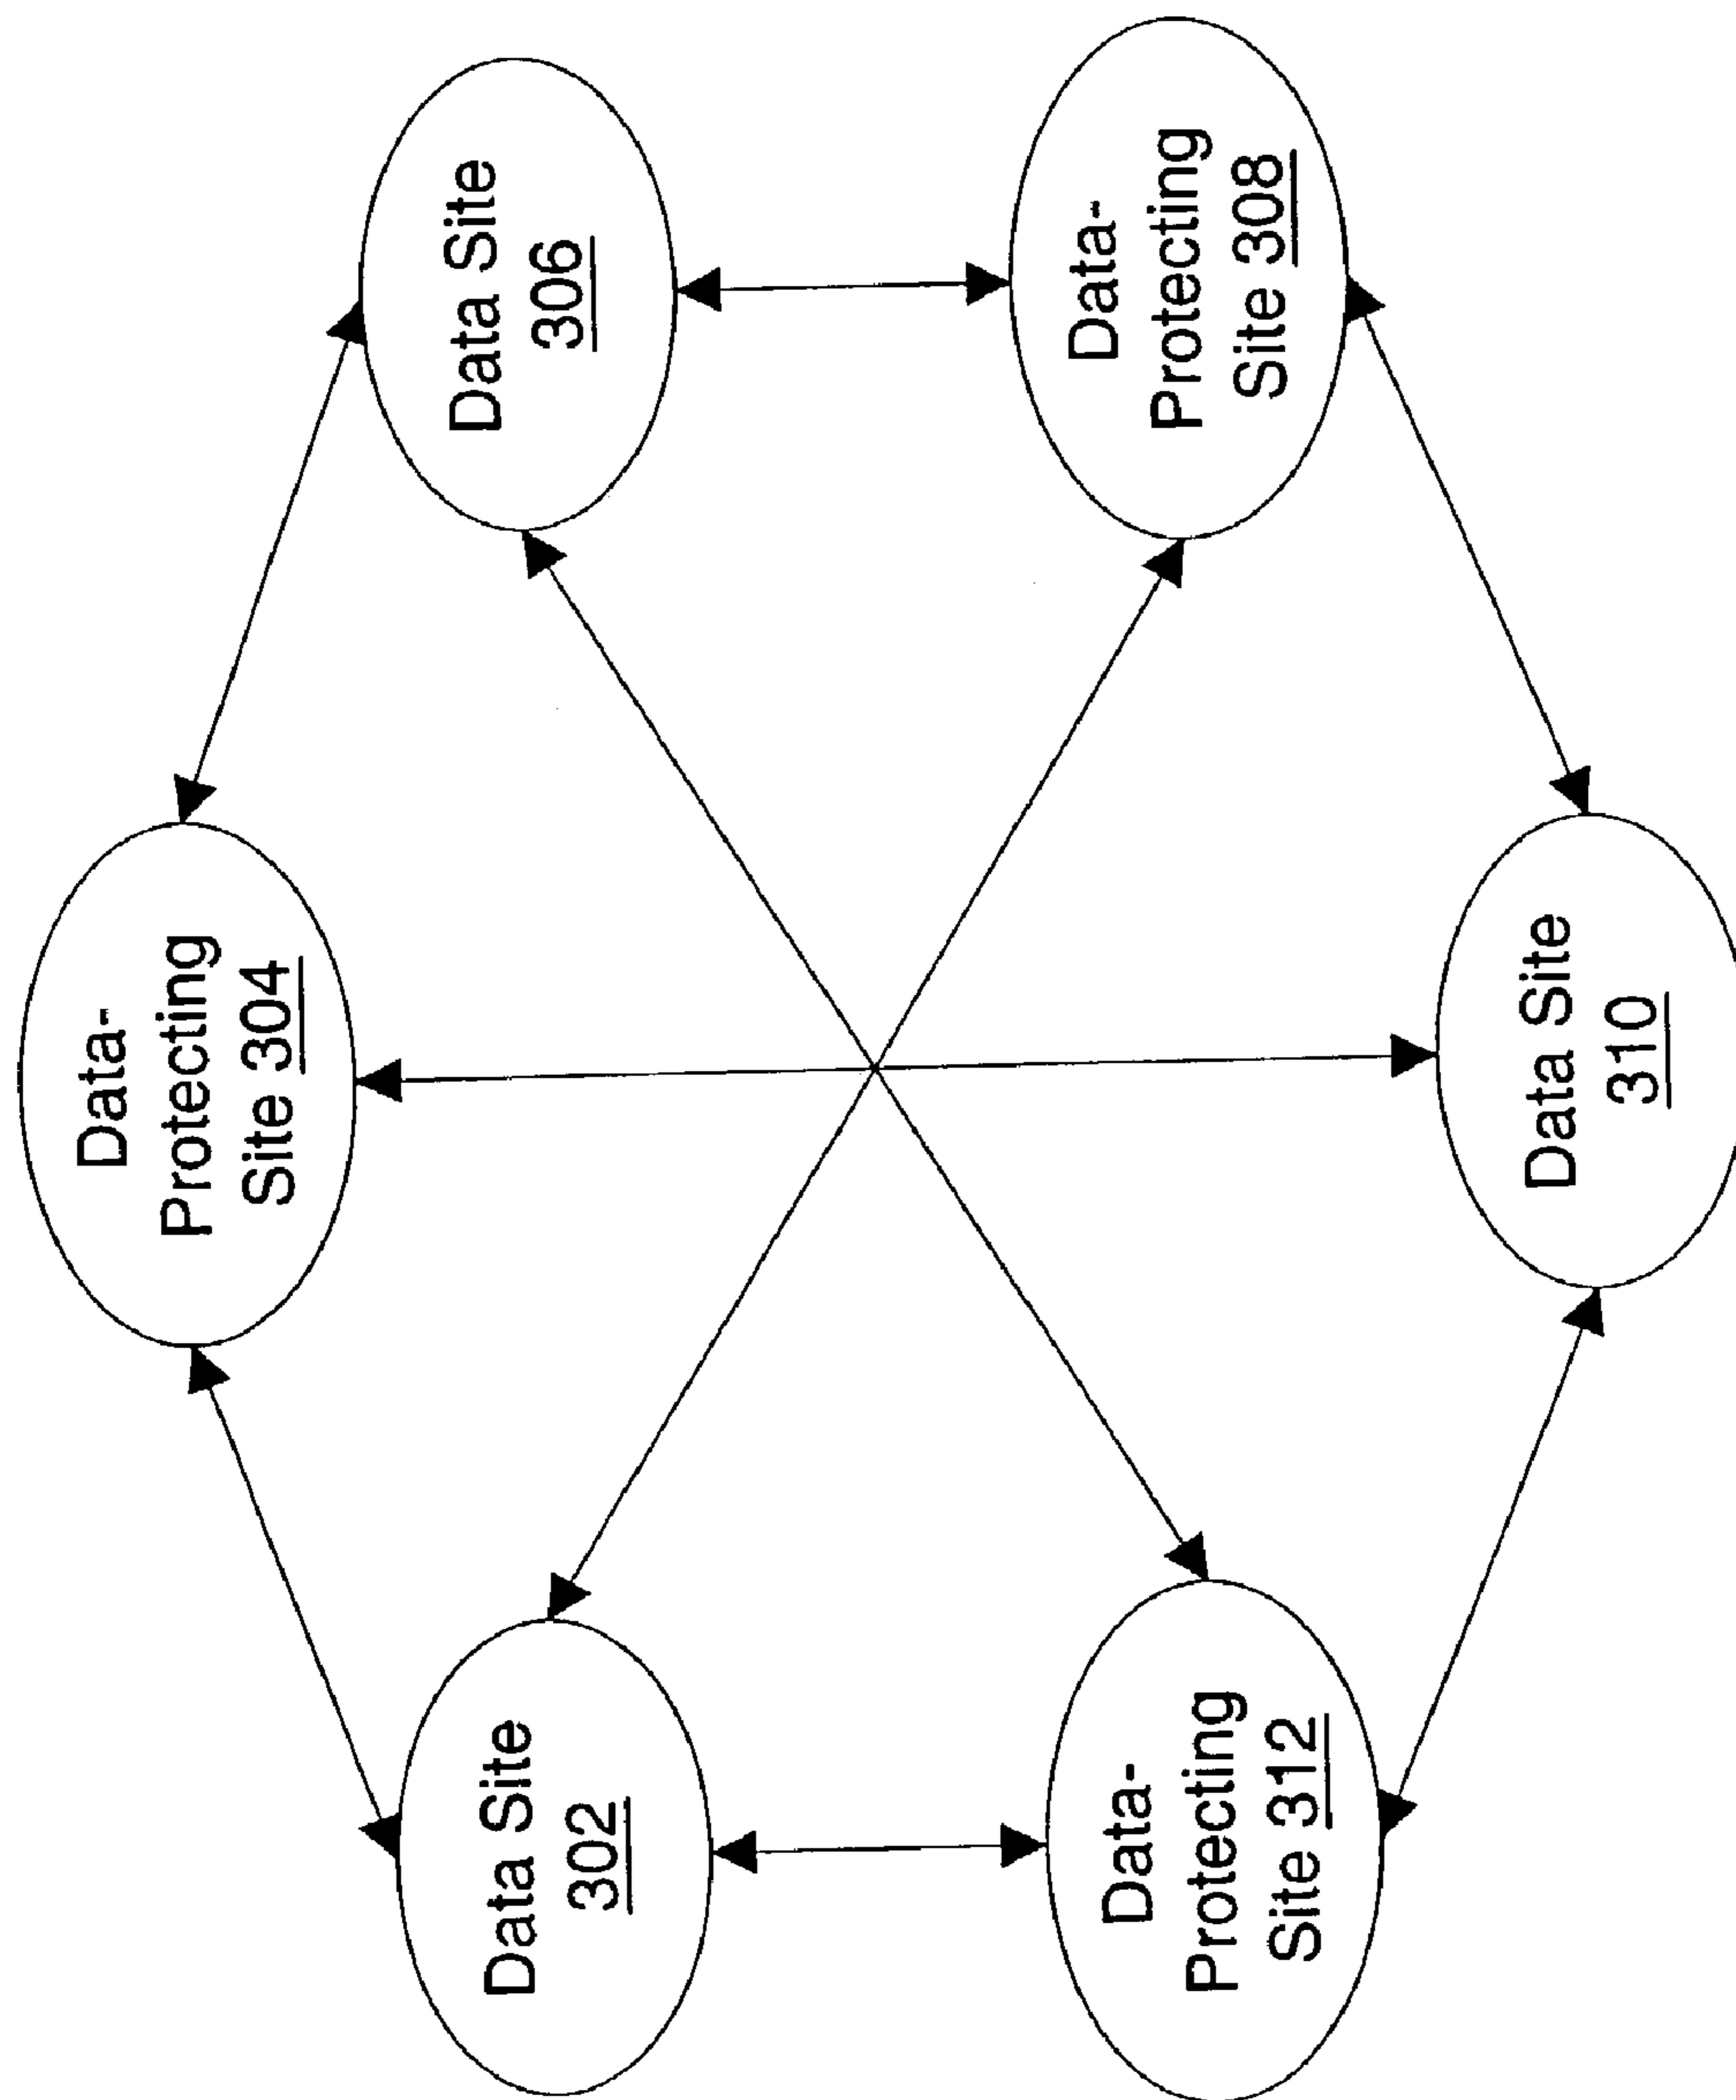 Data-
Protecting
Site 304
Data Site
302
Data Site
306
Data-
Protecting
Site 312
Data-
Protecting
Site 308
Data Site
310